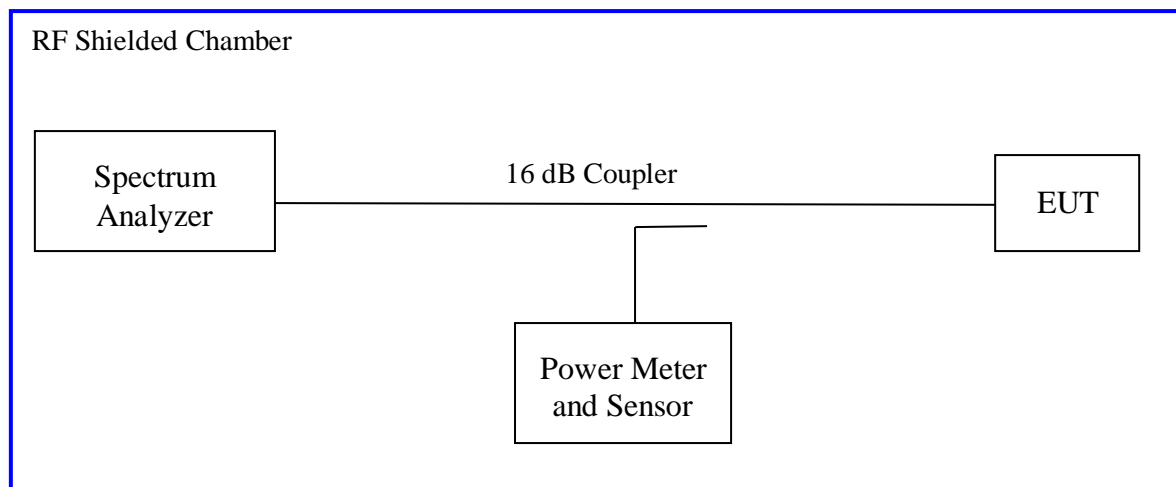 RF Shielded Chamber
Spectrum
Analyzer
16 dB Coupler
EUT
Power Meter
and Sensor